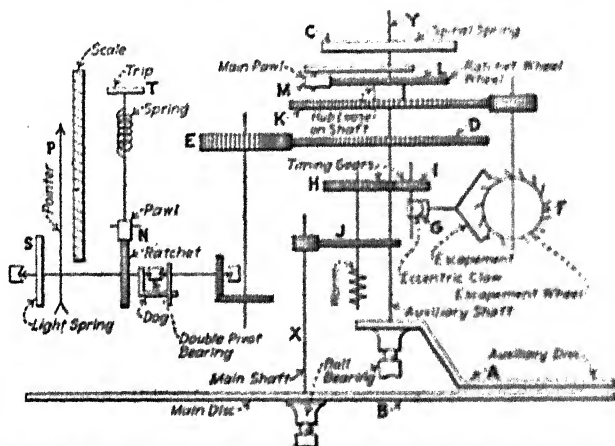 C
Y
Spiral Spring
Scale
Trip
T
Main Pawl
M
L
Ratchet Wheel
Wheel
Spring
K
Hub Loose
on Shaft
D
E
P
Pointer
Timing Gears
H
I
F
Pawl
N
S
Ratchet
J
G
Escapement
Eccentric Claw
Escapement Wheel
Worm
Auxiliary Shaft
Light Spring
Dog
Double Pivot
Bearing
X
Main Shaft
Ball
Bearing
A
Auxiliary Disc
Main Disc
B